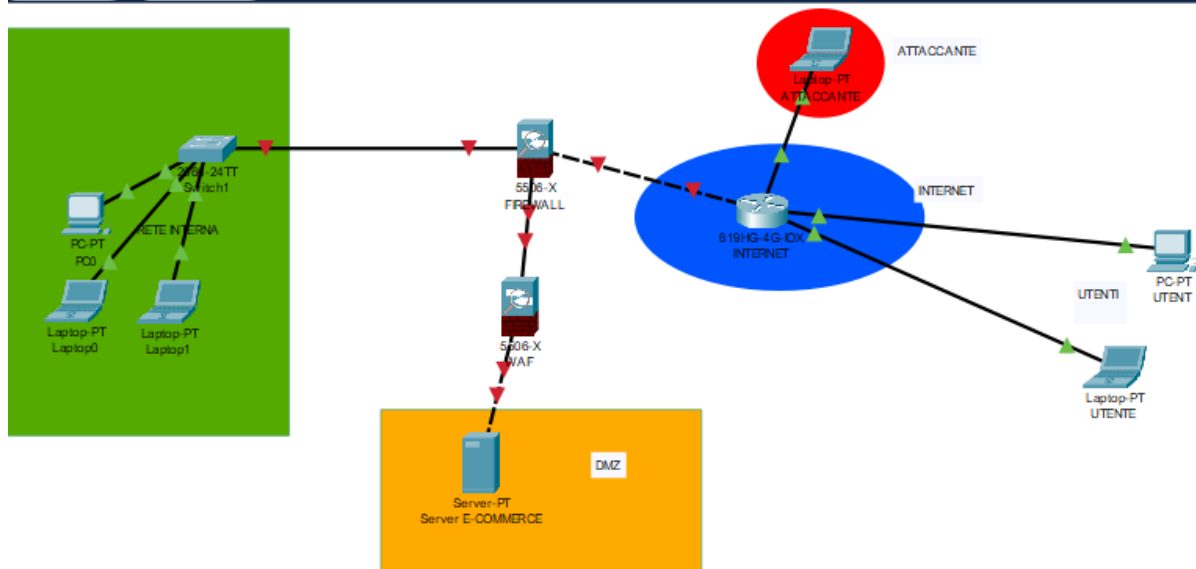 ATTACCANTE
Laptop-PT
ATTACCANTE
2960-24TT
Switch1
5506-X
FIREWALL
INTERNET
RETE INTERNA
PC-PT
PC0
819HG-4G-IOX
INTERNET
PC-PT
UTENT
UTENTI
Laptop-PT
Laptop0
Laptop-PT
Laptop1
5506-X
WAF
Laptop-PT
UTENTE
DMZ
Server-PT
Server E-COMMERCE